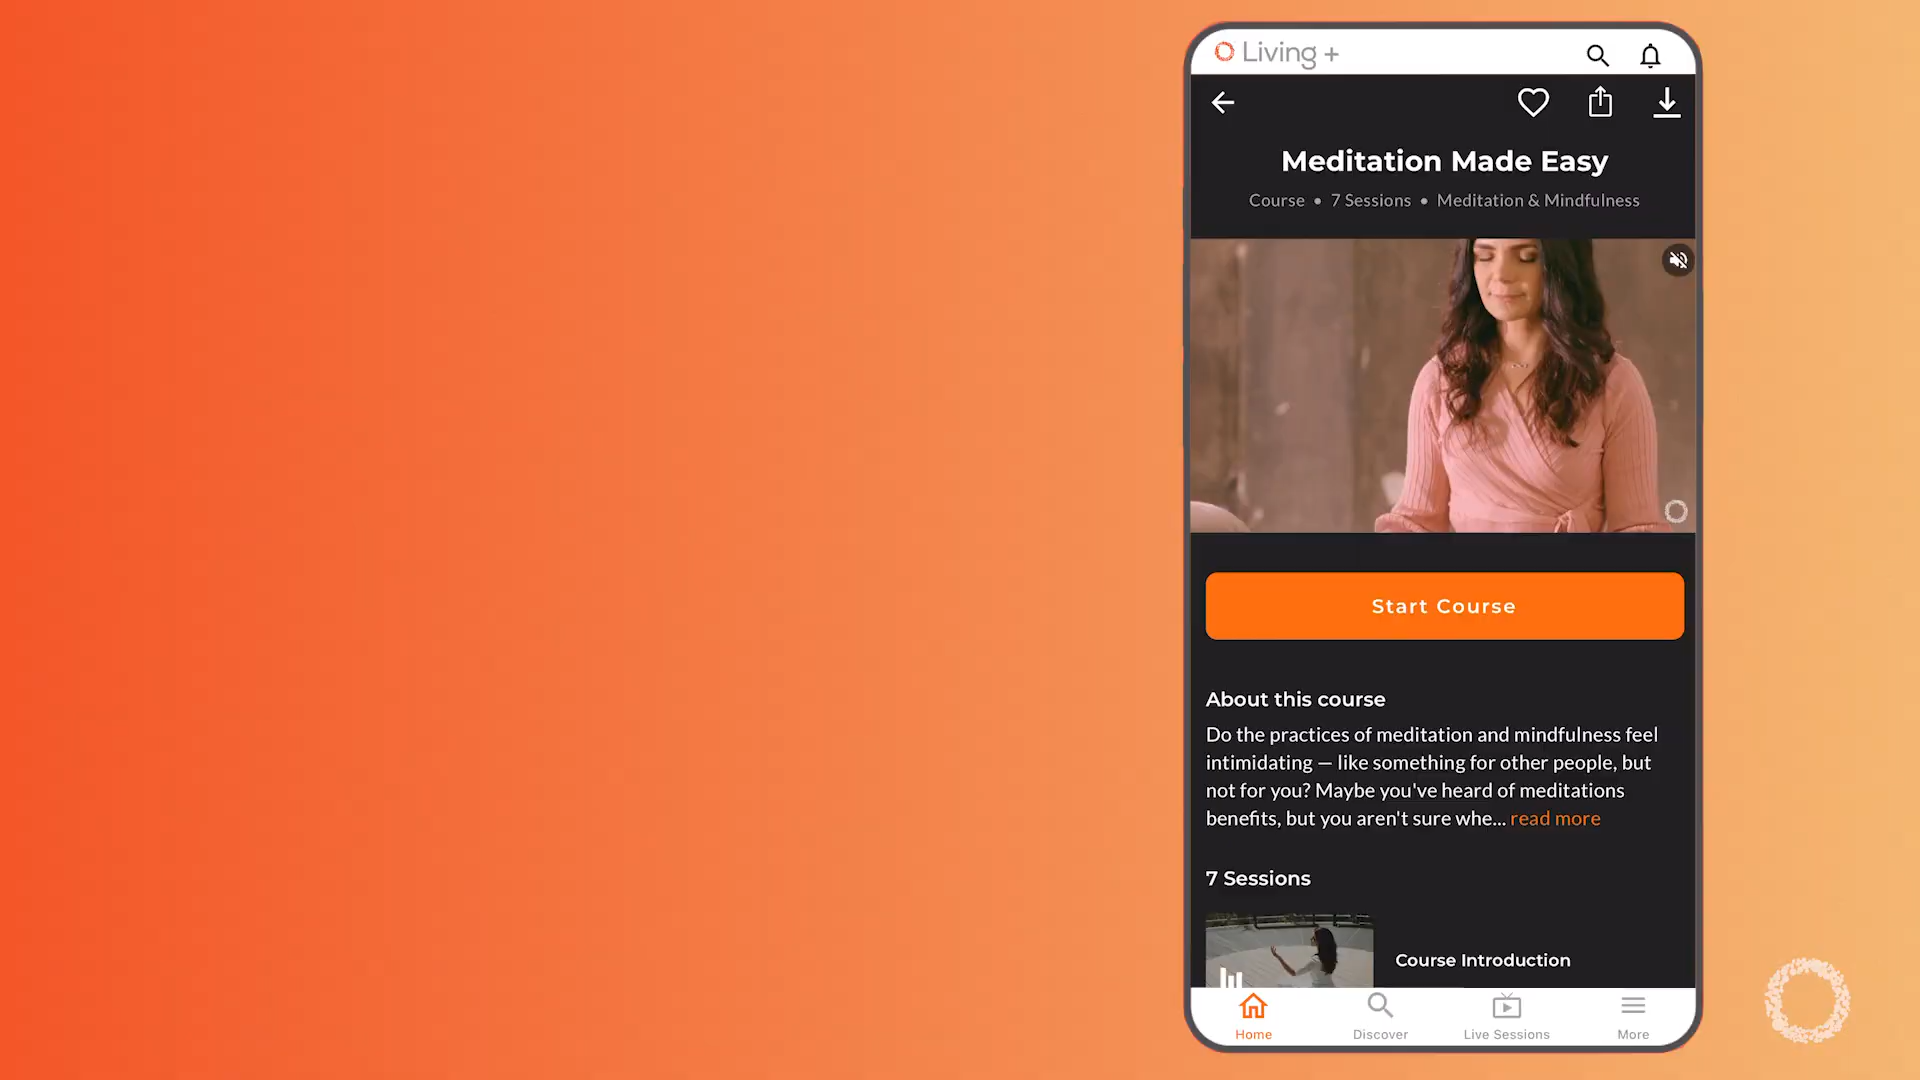 Living +
Meditation Made Easy
Course • 7 Sessions • Meditation & Mindfulness
Start Course
About this course
Do the practices of meditation and mindfulness feel
intimidating — like something for other people, but
not for you? Maybe you've heard of meditations
benefits, but you aren't sure whe... read more
7 Sessions
Course Introduction
Home
Discover
Live Sessions
More